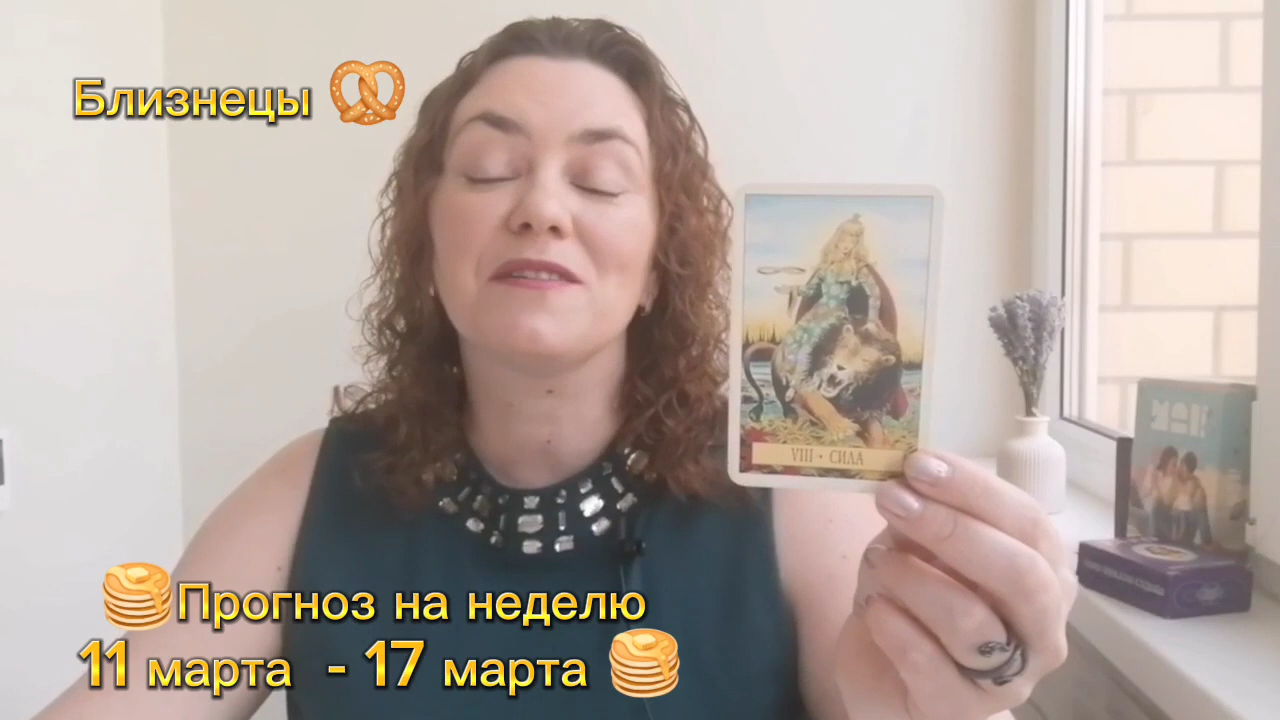 Близнецы
VIII • СИЛА
Прогноз на неделю
11 марта - 17 марта